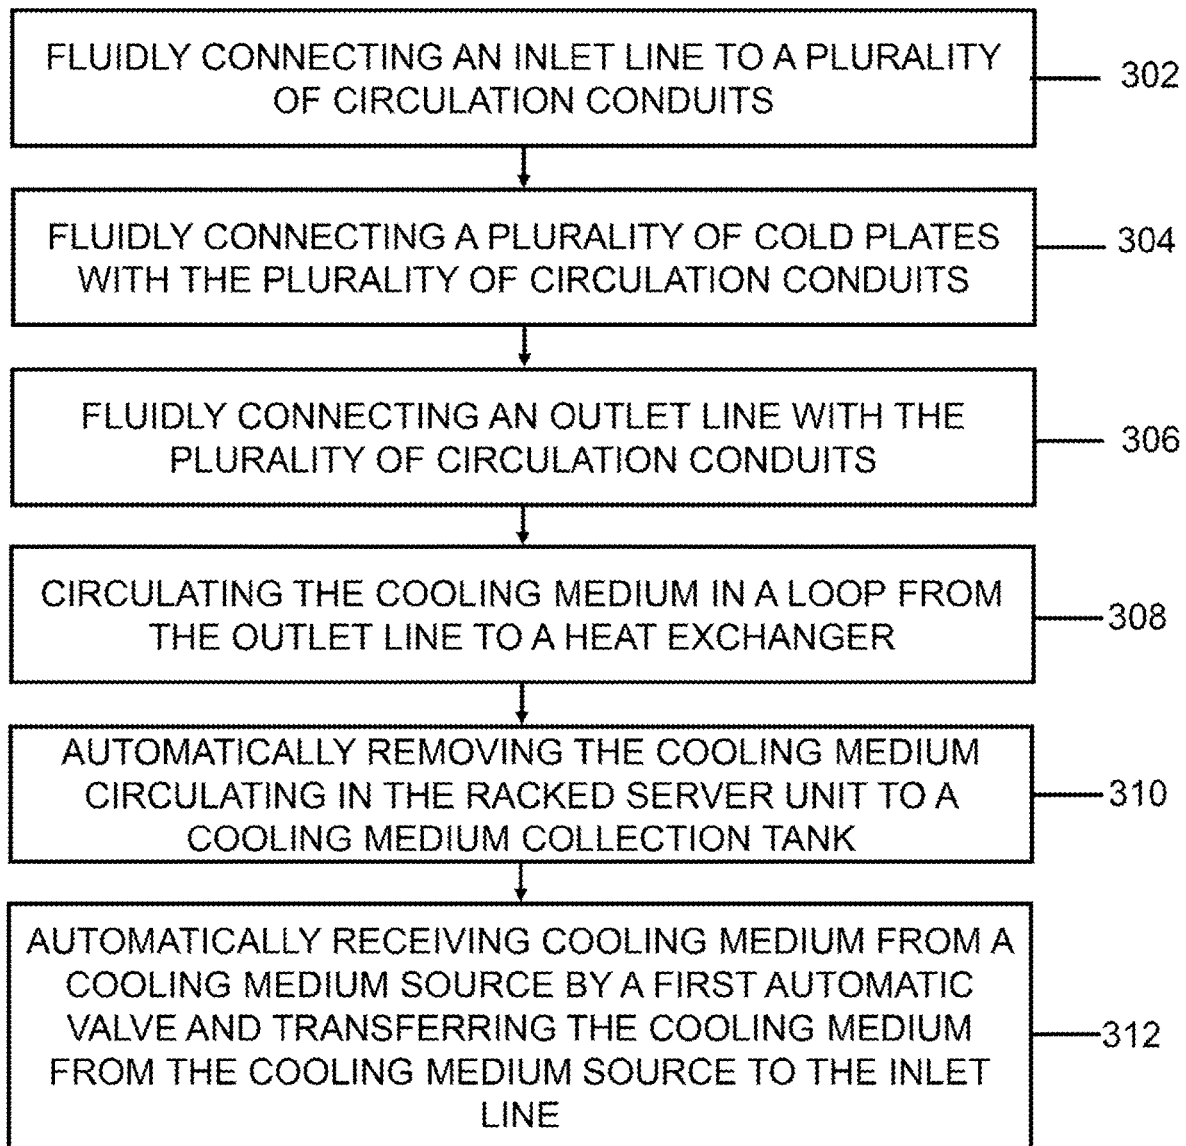 FLUIDLY CONNECTING AN INLET LINE TO A PLURALITY
OF CIRCULATION CONDUITS
302
FLUIDLY CONNECTING A PLURALITY OF COLD PLATES
WITH THE PLURALITY OF CIRCULATION CONDUITS
304
FLUIDLY CONNECTING AN OUTLET LINE WITH THE
PLURALITY OF CIRCULATION CONDUITS
306
CIRCULATING THE COOLING MEDIUM IN A LOOP FROM
THE OUTLET LINE TO A HEAT EXCHANGER
308
AUTOMATICALLY REMOVING THE COOLING MEDIUM
CIRCULATING IN THE RACKED SERVER UNIT TO A
COOLING MEDIUM COLLECTION TANK
310
AUTOMATICALLY RECEIVING COOLING MEDIUM FROM A
COOLING MEDIUM SOURCE BY A FIRST AUTOMATIC
VALVE AND TRANSFERRING THE COOLING MEDIUM
FROM THE COOLING MEDIUM SOURCE TO THE INLET
LINE
312